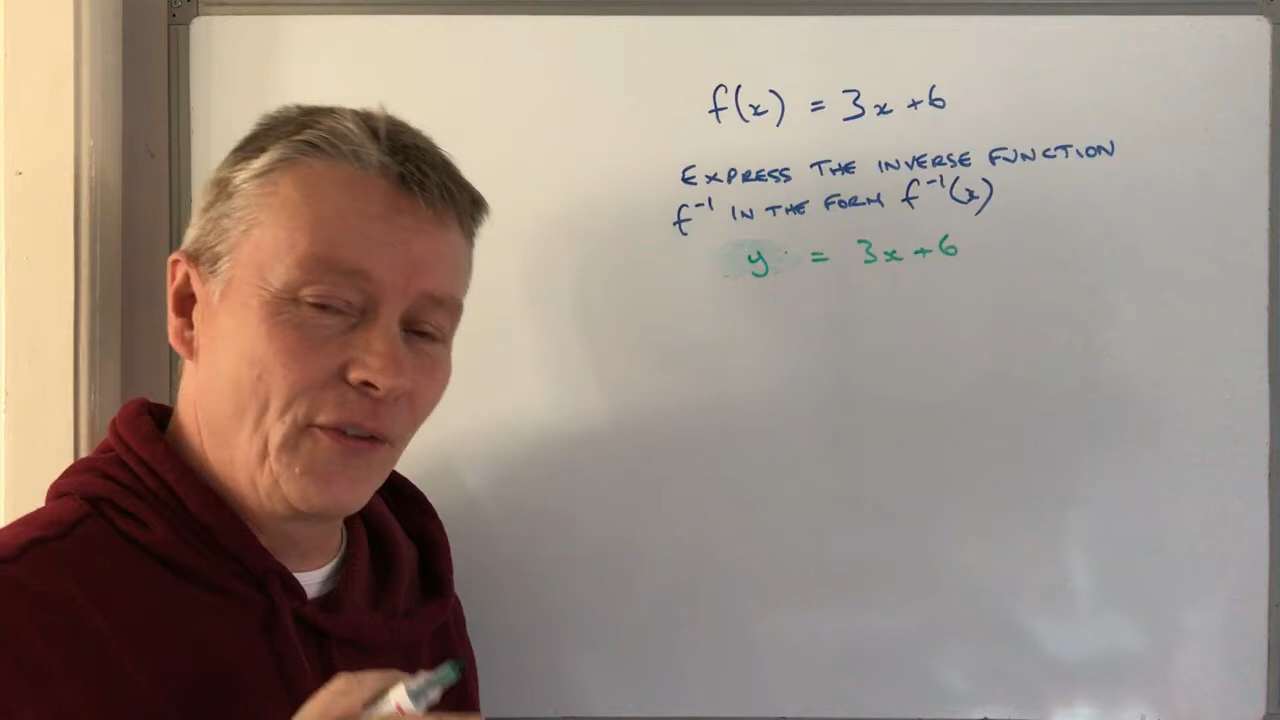 f(x) = 3x+6
EXPRESS THE INVERSE FUNCTION
f⁻¹ IN THE FORM f⁻¹(x)
y = 3x+6